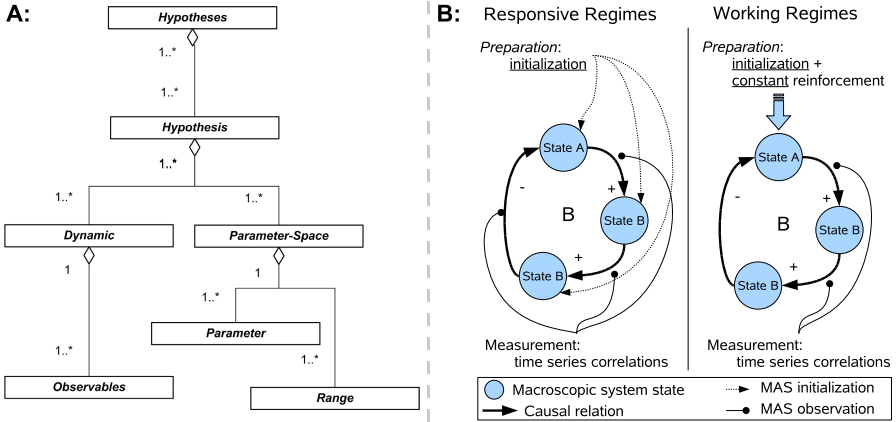 A:
Hypotheses
1..*
1..*
Hypothesis
1..*
1..*
1..*
Dynamic
Parameter-Space
1
1
1..*
Parameter
1..*
1..*
Observables
Range
B:
Responsive Regimes
Preparation:
initialization
State A
-
+
B
State B
+
State B
Measurement:
time series correlations
Working Regimes
Preparation:
initialization +
constant reinforcement
State A
-
+
B
State B
+
State B
Measurement:
time series correlations
Macroscopic system state
MAS initialization
Causal relation
MAS observation